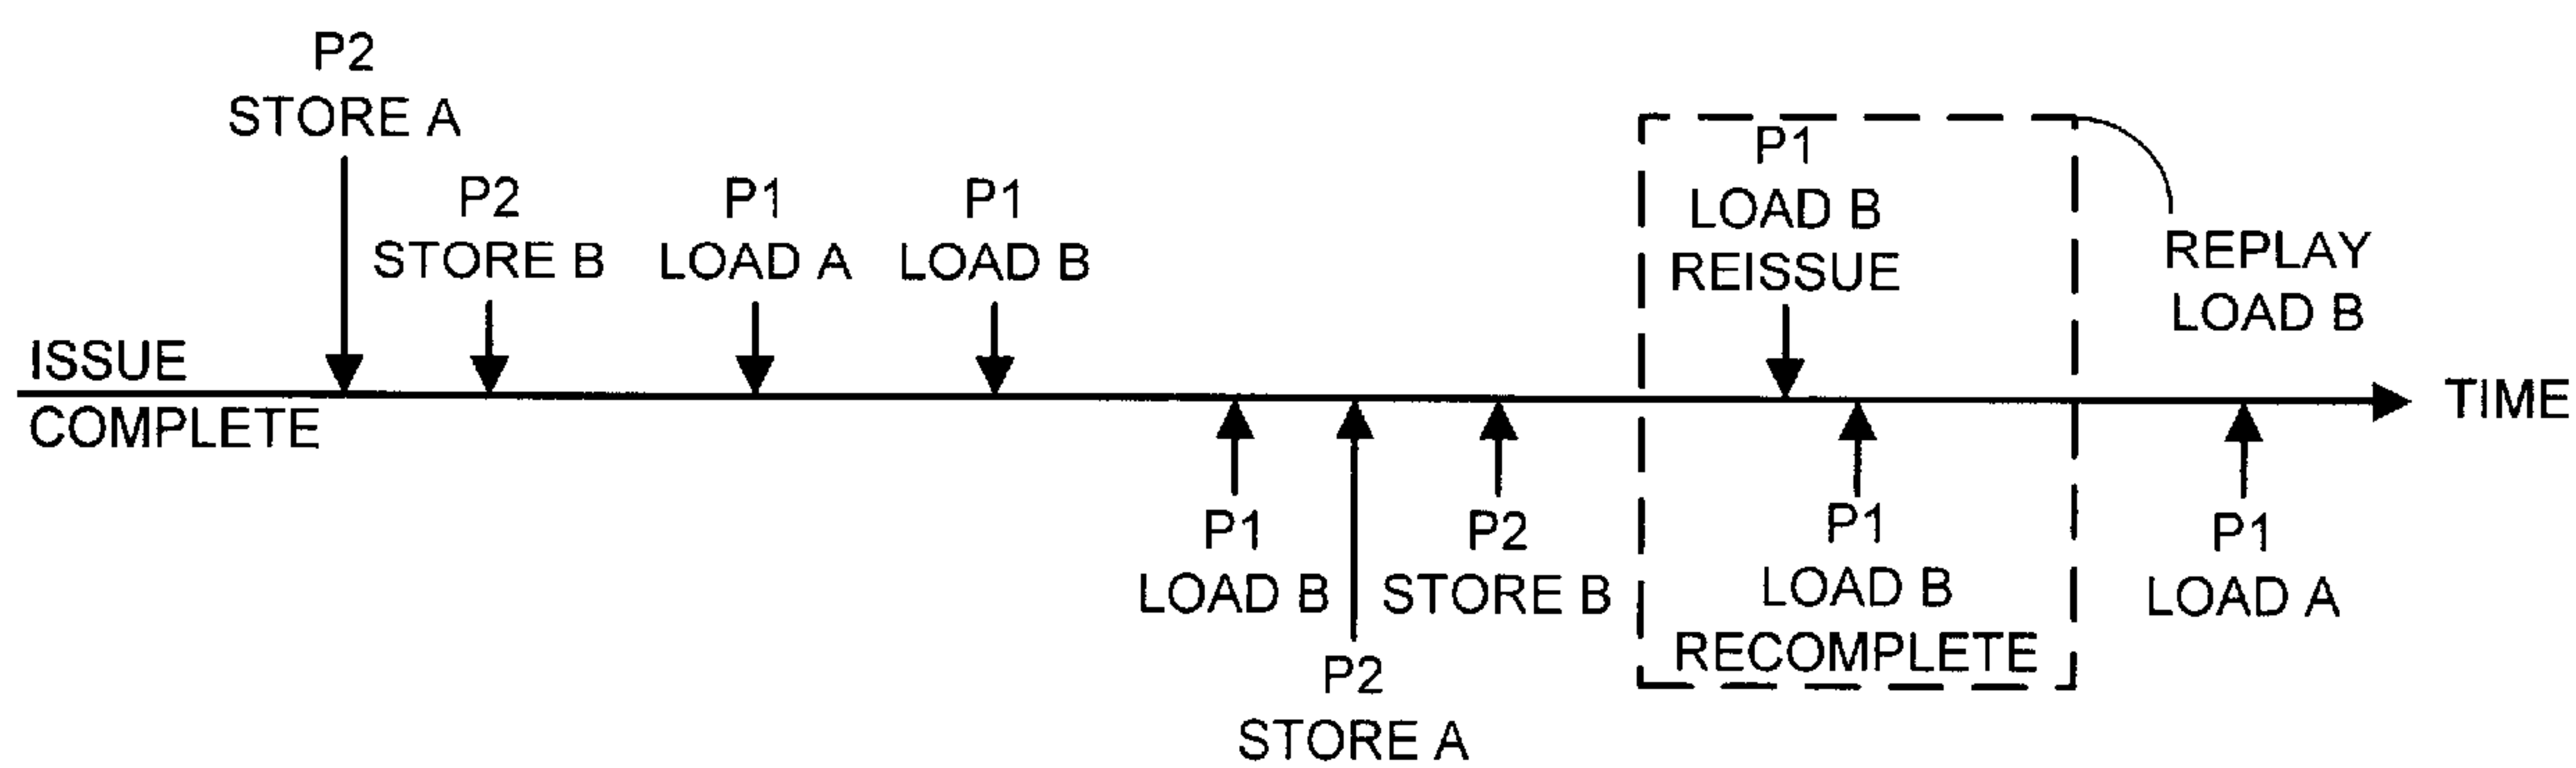 P2
STORE A
P2
STORE B
P1
LOAD A
P1
LOAD B
P1
LOAD B
REISSUE
REPLAY
LOAD B
ISSUE
COMPLETE
TIME
P1
LOAD B
P2
STORE A
P2
STORE B
P1
LOAD B
RECOMPLETE
P1
LOAD A